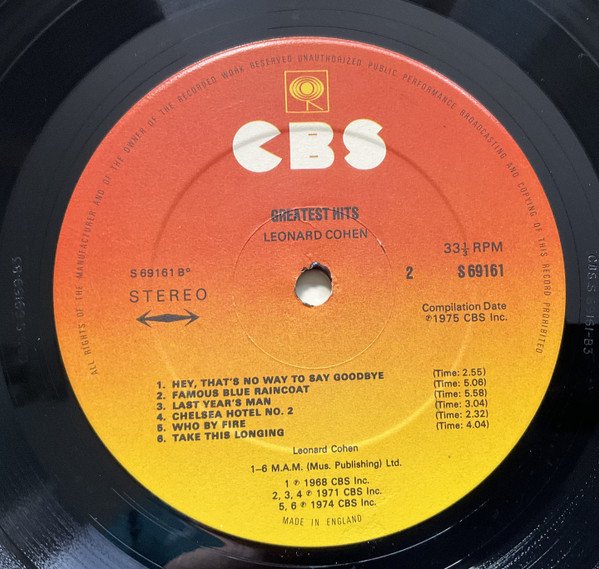 ALL RIGHTS OF THE MANUFACTURER AND OF THE OWNER OF THE RECORDED WORK RESERVED UNAUTHORIZED PUBLIC PERFORMANCE BROADCASTING AND COPYING OF THIS RECORD PROHIBITED
CBS
GREATEST HITS
LEONARD COHEN
33⅓ RPM
S 69161 B°
2
S 69161
STEREO
Compilation Date
℗1975 CBS Inc.
1. HEY, THAT'S NO WAY TO SAY GOODBYE (Time: 2.55)
2. FAMOUS BLUE RAINCOAT (Time: 5.06)
3. LAST YEAR'S MAN (Time: 5.58)
4. CHELSEA HOTEL NO. 2 (Time: 3.04)
5. WHO BY FIRE (Time: 2.32)
6. TAKE THIS LONGING (Time: 4.04)
Leonard Cohen
1-6 M.A.M. (Mus. Publishing) Ltd.
1 ℗ 1968 CBS Inc.
2, 3, 4 ℗ 1971 CBS Inc.
5, 6 ℗ 1974 CBS Inc.
MADE IN ENGLAND